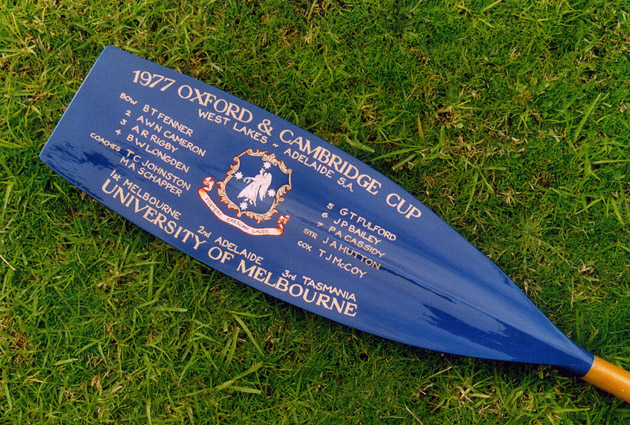 1977 OXFORD & CAMBRIDGE CUP
WEST LAKES ~ ADELAIDE SA
BOW B T FENNER
2 A W N CAMERON
3 A R RIGBY
4 B W LONGDEN
COACHES T C JOHNSTON
M A SCHAPPER
5 G T FULFORD
6 J P BAILEY
7 P A CASSIDY
STR J A HUTTON
COX T J McCOY
1st MELBOURNE
2nd ADELAIDE
3rd TASMANIA
UNIVERSITY OF MELBOURNE